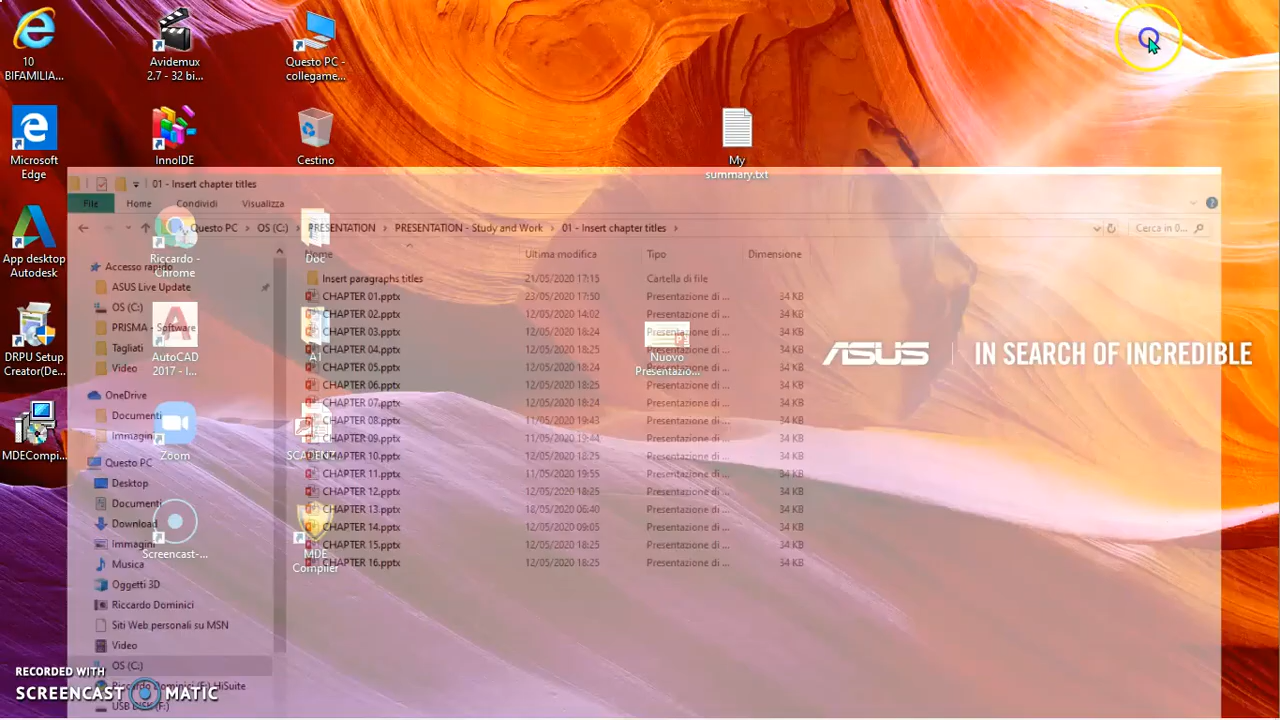 10
BIFAMILIA...
Avidemux
2.7 - 32 bi...
Questo PC -
collegame...
Microsoft
Edge
InnoIDE
Cestino
My
summary.txt
01 - Insert chapter titles
File
Home
Condividi
Visualizza
Questo PC
OS (C:)
PRESENTATION
PRESENTATION - Study and Work
01 - Insert chapter titles
Cerca in 0...
App desktop
Autodesk
Riccardo -
Chrome
Doc
Nome
Ultima modifica
Tipo
Dimensione
Accesso rapido
ASUS Live Update
OS (C:)
PRISMA - Software
Tagliati
Video
OneDrive
Documenti
Immagini
Questo PC
Desktop
Documenti
Download
Immagini
Musica
Oggetti 3D
Riccardo Dominici
Siti Web personali su MSN
Video
OS (C:)
Riccardo Dominici (E:) HiSuite
USB DISK (F:)
Insert paragraphs titles 21/05/2020 17:15 Cartella di file
CHAPTER 01.pptx 23/05/2020 17:50 Presentazione di ... 34 KB
CHAPTER 02.pptx 12/05/2020 14:02 Presentazione di ... 34 KB
CHAPTER 03.pptx 12/05/2020 18:24 Presentazione di ... 34 KB
CHAPTER 04.pptx 12/05/2020 18:25 Presentazione di ... 34 KB
CHAPTER 05.pptx 12/05/2020 18:24 Presentazione di ... 34 KB
CHAPTER 06.pptx 12/05/2020 18:25 Presentazione di ... 34 KB
CHAPTER 07.pptx 12/05/2020 18:24 Presentazione di ... 34 KB
CHAPTER 08.pptx 11/05/2020 19:43 Presentazione di ... 34 KB
CHAPTER 09.pptx 11/05/2020 19:44 Presentazione di ... 34 KB
CHAPTER 10.pptx 12/05/2020 18:25 Presentazione di ... 34 KB
CHAPTER 11.pptx 11/05/2020 19:55 Presentazione di ... 34 KB
CHAPTER 12.pptx 12/05/2020 18:25 Presentazione di ... 34 KB
CHAPTER 13.pptx 18/05/2020 06:40 Presentazione di ... 34 KB
CHAPTER 14.pptx 12/05/2020 09:05 Presentazione di ... 34 KB
CHAPTER 15.pptx 12/05/2020 18:25 Presentazione di ... 34 KB
CHAPTER 16.pptx 12/05/2020 18:25 Presentazione di ... 34 KB
DRPU Setup
Creator(De...
AutoCAD
2017 - I...
A1
Nuovo
Presentazio...
ASUS
IN SEARCH OF INCREDIBLE
MDECompi...
Zoom
Screencast-...
MDE
Compiler
RECORDED WITH
SCREENCAST MATIC